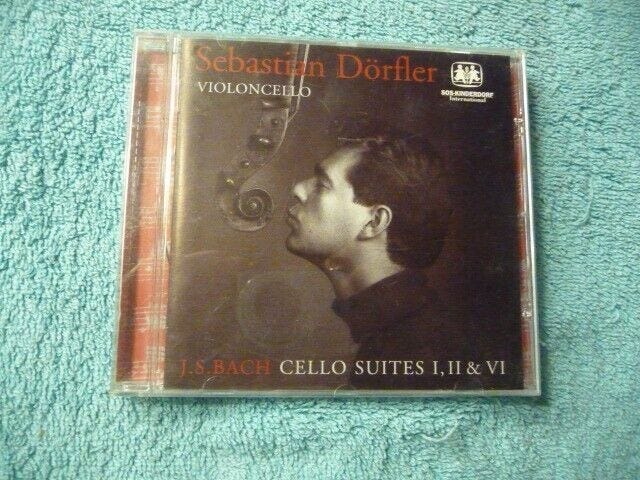 Sebastian Dörfler
VIOLONCELLO
SOS-KINDERDORF
International
J.S.BACH CELLO SUITES I, II & VI